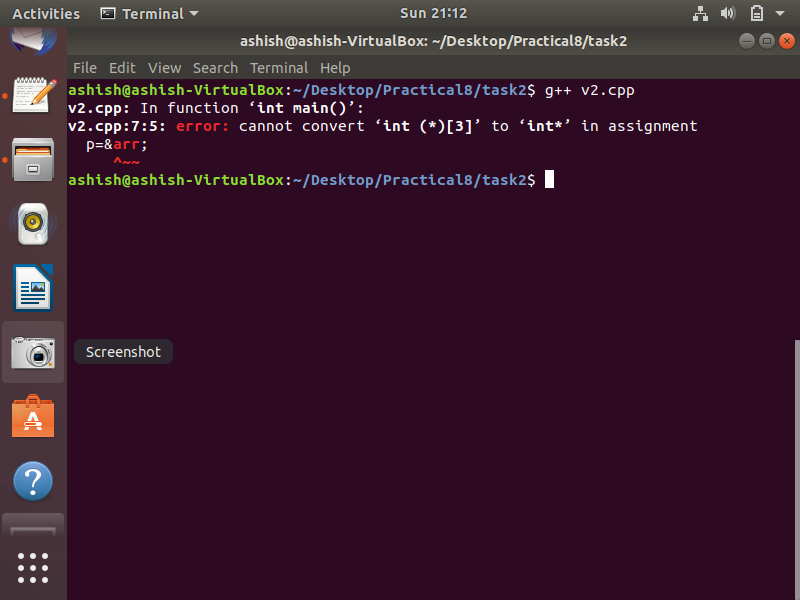 Activities Terminal Sun 21:12
ashish@ashish-VirtualBox: ~/Desktop/Practical8/task2
File Edit View Search Terminal Help
ashish@ashish-VirtualBox:~/Desktop/Practical8/task2$ g++ v2.cpp
v2.cpp: In function ‘int main()’:
v2.cpp:7:5: error: cannot convert ‘int (*)[3]’ to ‘int*’ in assignment
p=&arr;
^~~
ashish@ashish-VirtualBox:~/Desktop/Practical8/task2$
Screenshot